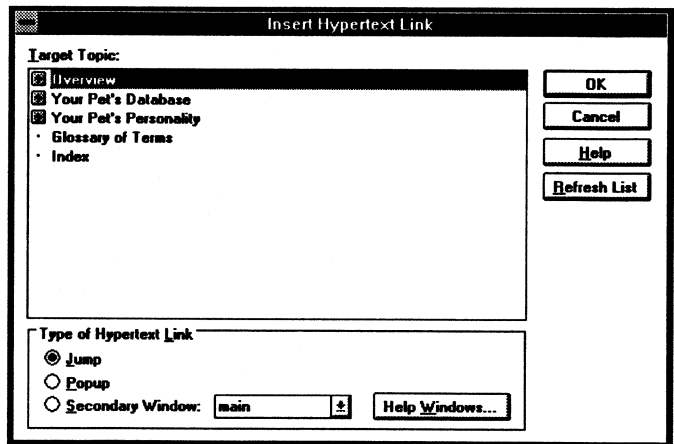 Insert Hypertext Link
Target Topic:
Overview
Your Pet's Database
Your Pet's Personality
Glossary of Terms
Index
OK
Cancel
Help
Refresh List
Type of Hypertext Link
Jump
Popup
Secondary Window: main Help Windows...